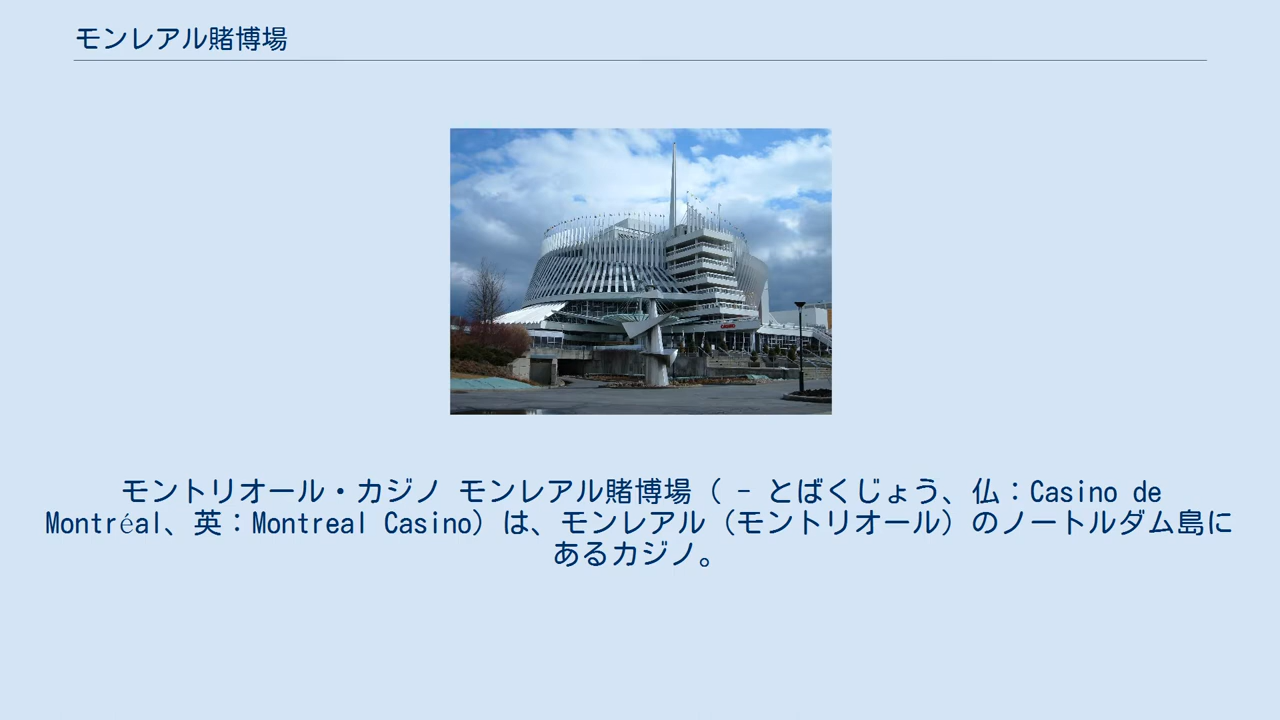 モンレアル賭博場
モントリオール・カジノ モンレアル賭博場（ - とばくじょう、仏：Casino de
Montréal、英：Montreal Casino）は、モンレアル（モントリオール）のノートルダム島に
あるカジノ。